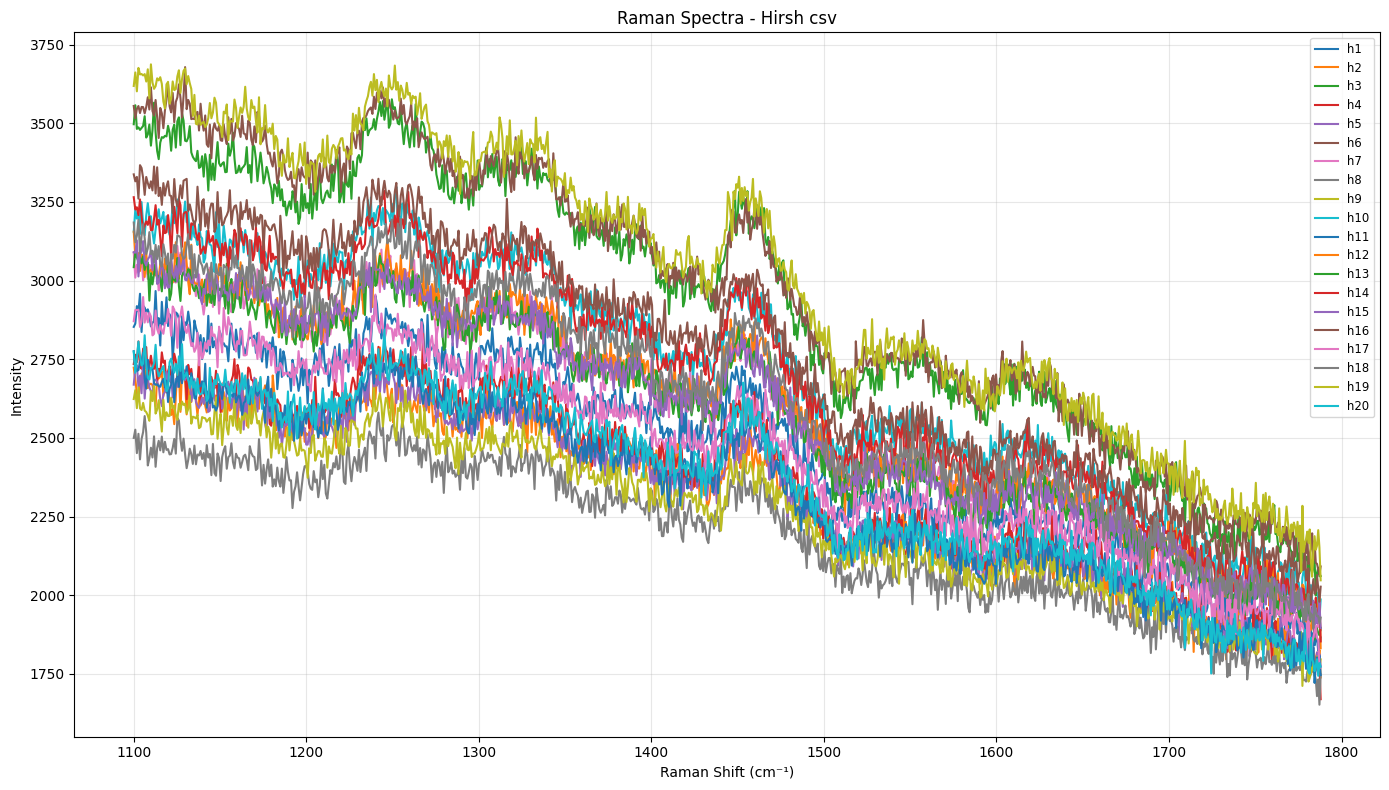 Raman Spectra - Hirsh csv
3750
3500
3250
3000
2750
2500
2250
2000
1750
Intensity
1100
1200
1300
1400
1500
1600
1700
1800
Raman Shift (cm⁻¹)
h1
h2
h3
h4
h5
h6
h7
h8
h9
h10
h11
h12
h13
h14
h15
h16
h17
h18
h19
h20